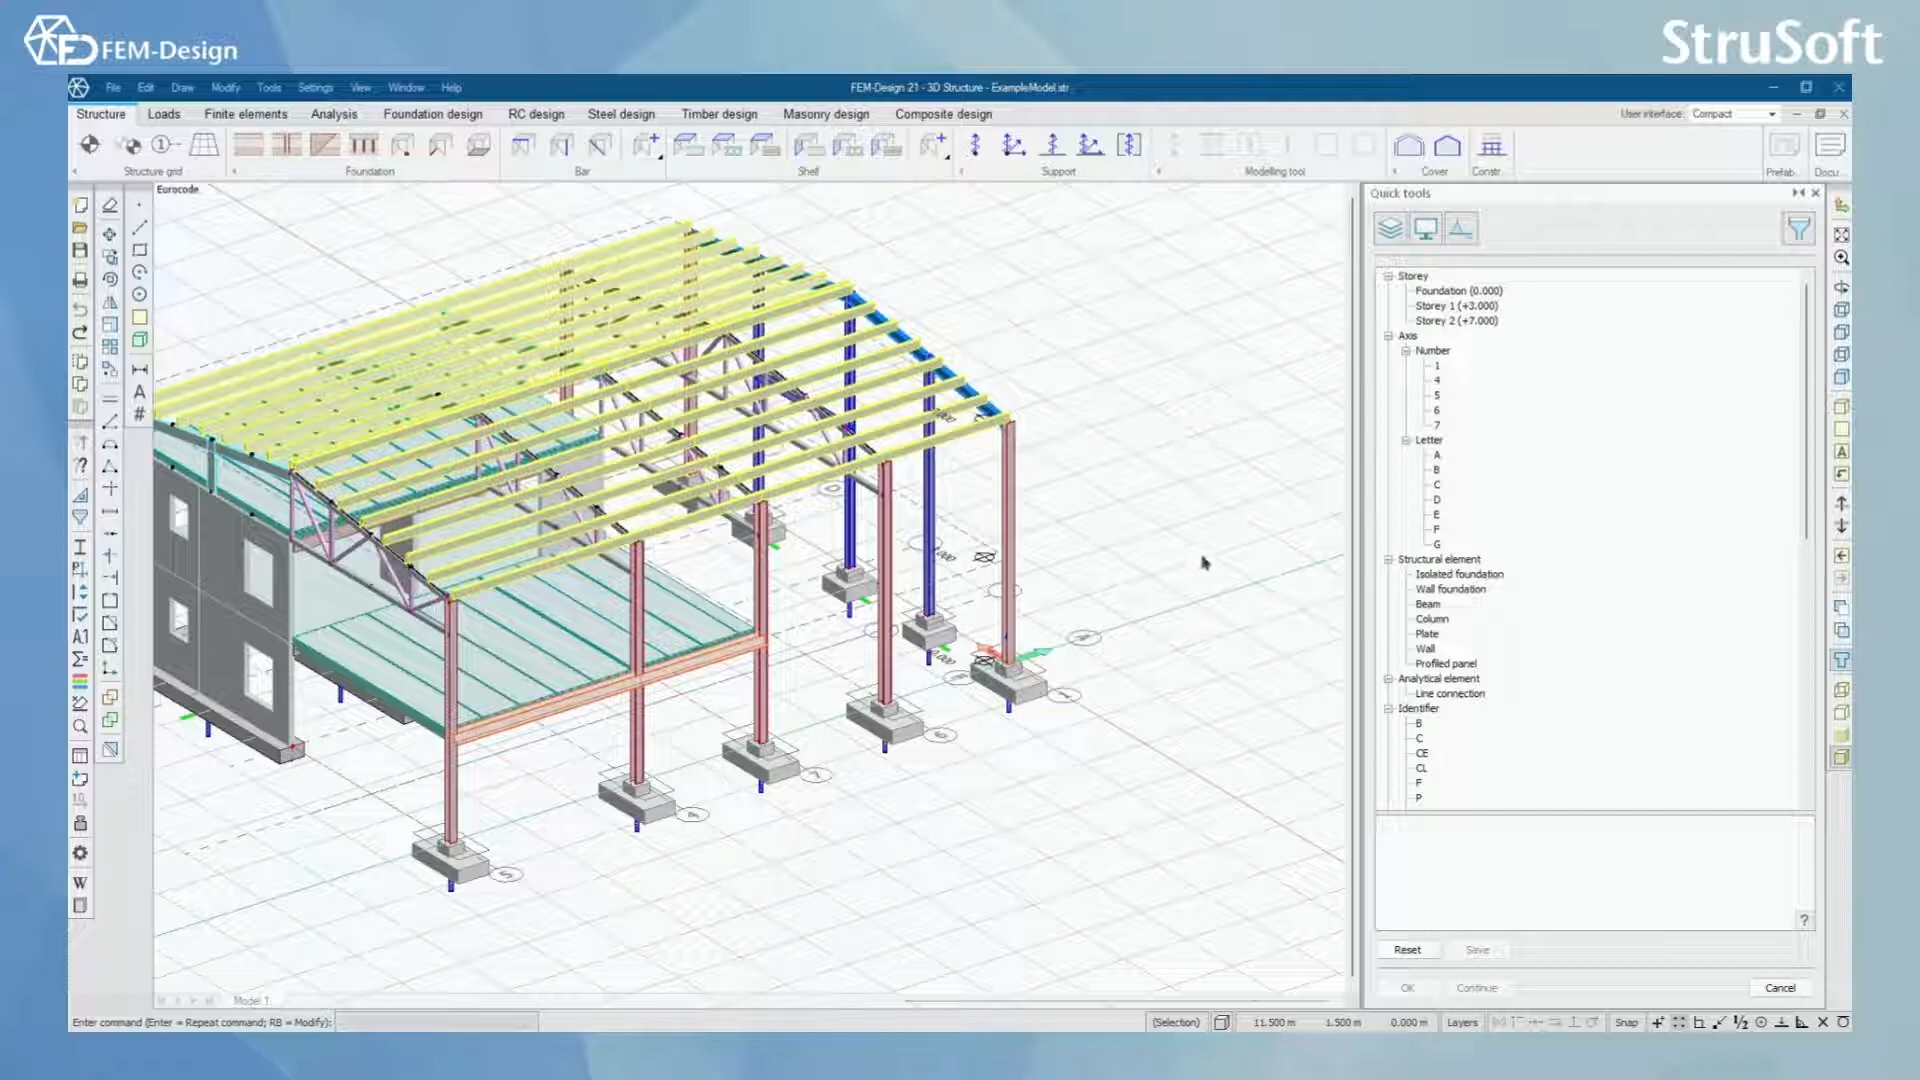 FEM-Design
StruSoft
File Edit Draw Modify Tools Settings View Window Help
FEM-Design 21 - 3D Structure - ExampleModel.str
Structure Loads Finite elements Analysis Foundation design RC design Steel design Timber design Masonry design Composite design
User interface: Compact
Structure grid Foundation Bar Shell Support Modelling tool Cover Constr... Prefab... Docu...
Eurocode
Quick tools
Storey
Foundation (0.000)
Storey 1 (+3.000)
Storey 2 (+7.000)
Axis
Number
1
4
5
6
7
Letter
A
B
C
D
E
F
G
Structural element
Isolated foundation
Wall foundation
Beam
Column
Plate
Wall
Profiled panel
Analytical element
Line connection
Identifier
B
C
CE
CL
F
P
?
Reset Save
OK Continue Cancel
Model 1
Enter command (Enter = Repeat command; RB = Modify):
(Selection) 11.500 m 1.500 m 0.000 m Layers Snap 1/2